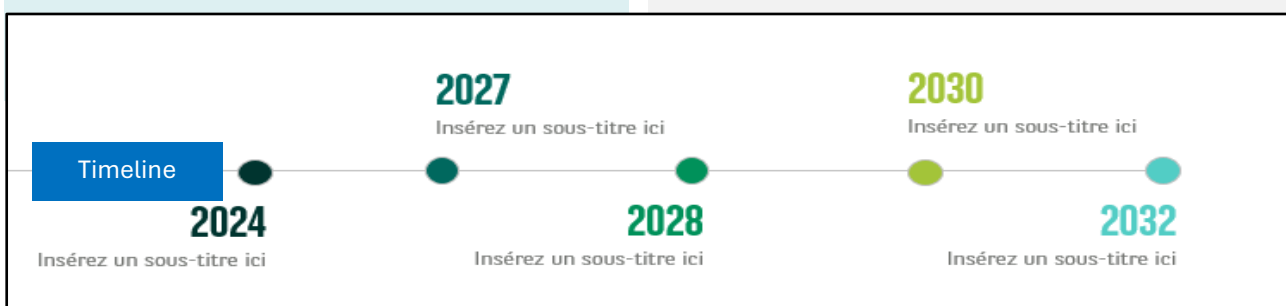 2027
Insérez un sous-titre ici
2030
Insérez un sous-titre ici
Timeline
2024
Insérez un sous-titre ici
2028
Insérez un sous-titre ici
2032
Insérez un sous-titre ici